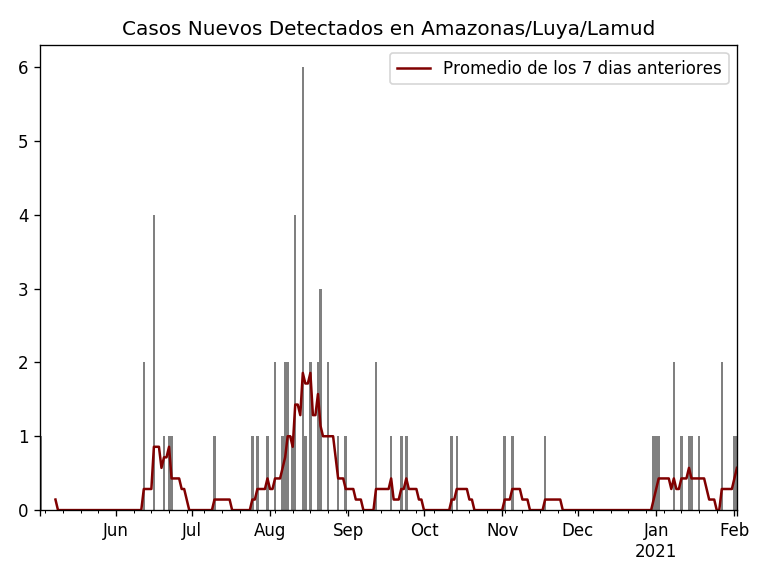 Casos Nuevos Detectados en Amazonas/Luya/Lamud
Promedio de los 7 dias anteriores
6
5
4
3
2
1
0
Jun Jul Aug Sep Oct Nov Dec Jan Feb
2021